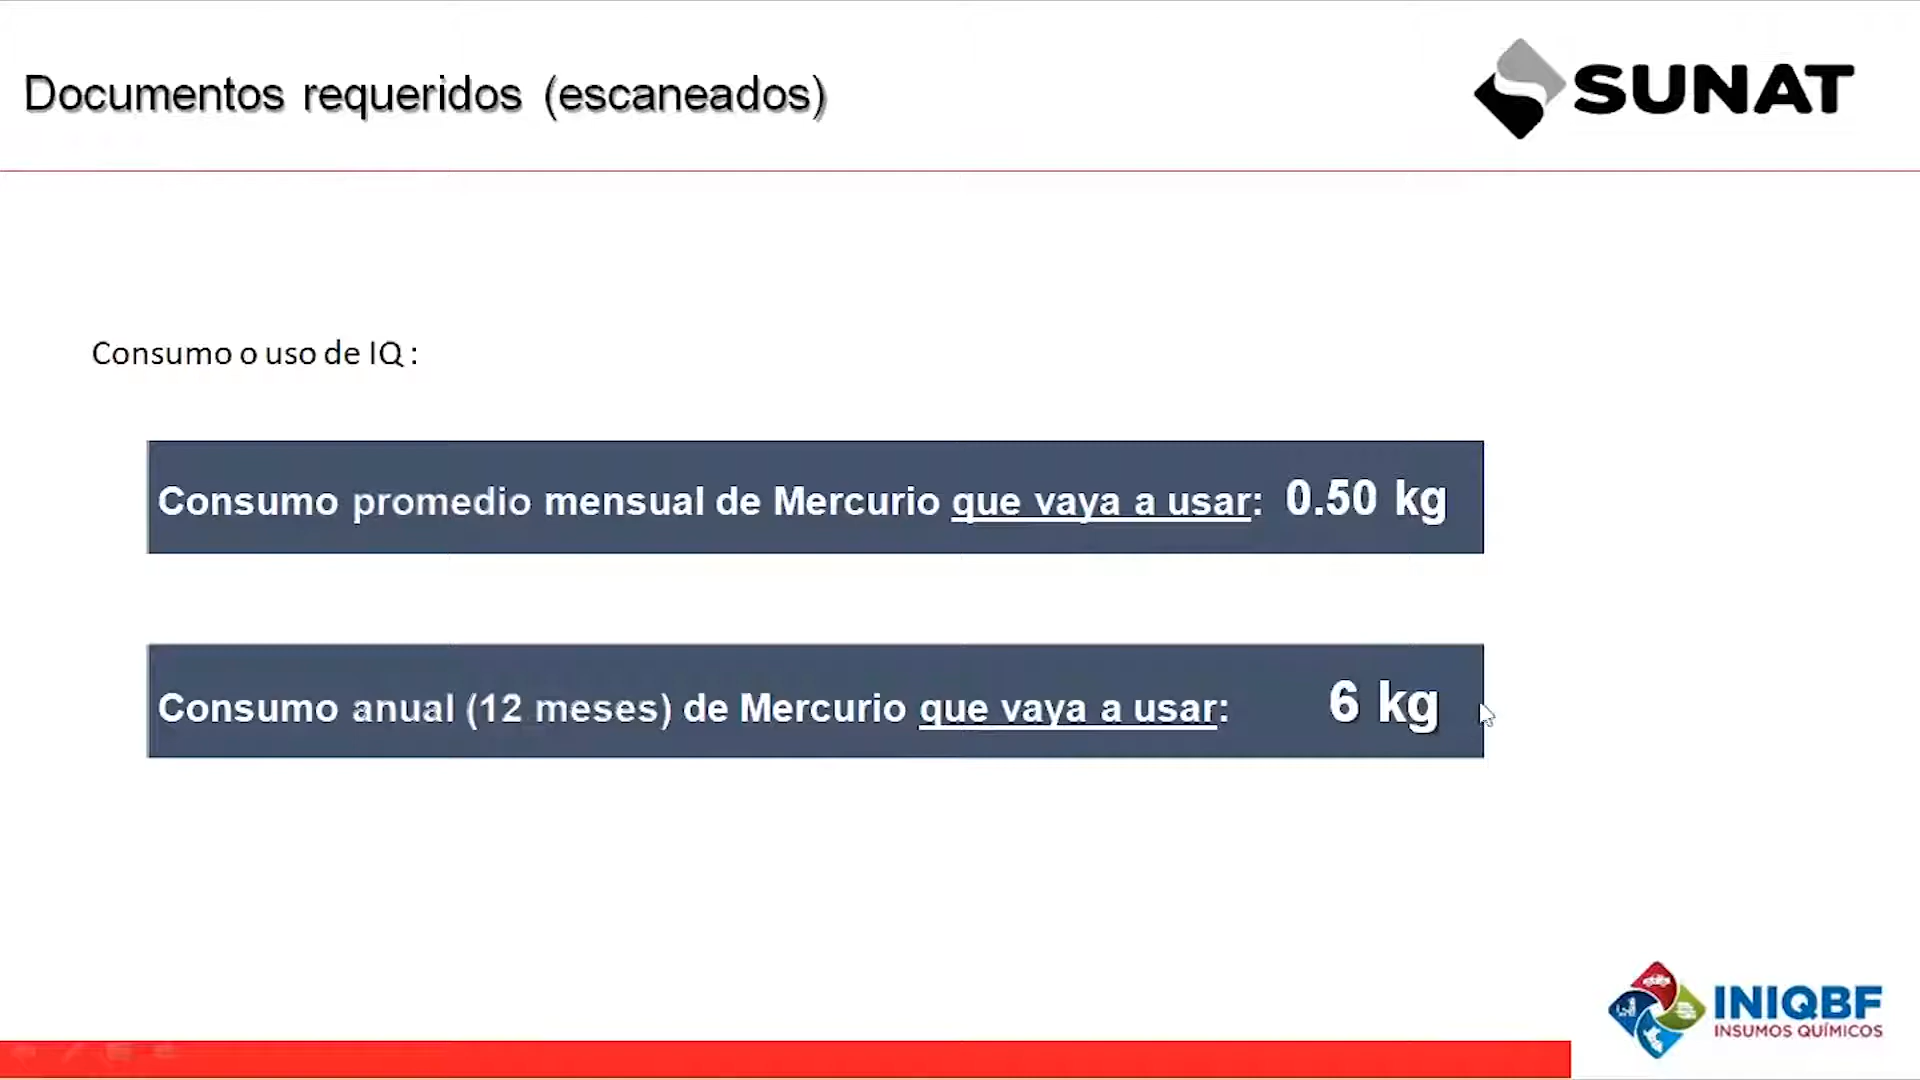 Documentos requeridos (escaneados)
SUNAT
Consumo o uso de IQ :
Consumo promedio mensual de Mercurio que vaya a usar: 0.50 kg
Consumo anual (12 meses) de Mercurio que vaya a usar: 6 kg
INIQBF
INSUMOS QUÍMICOS